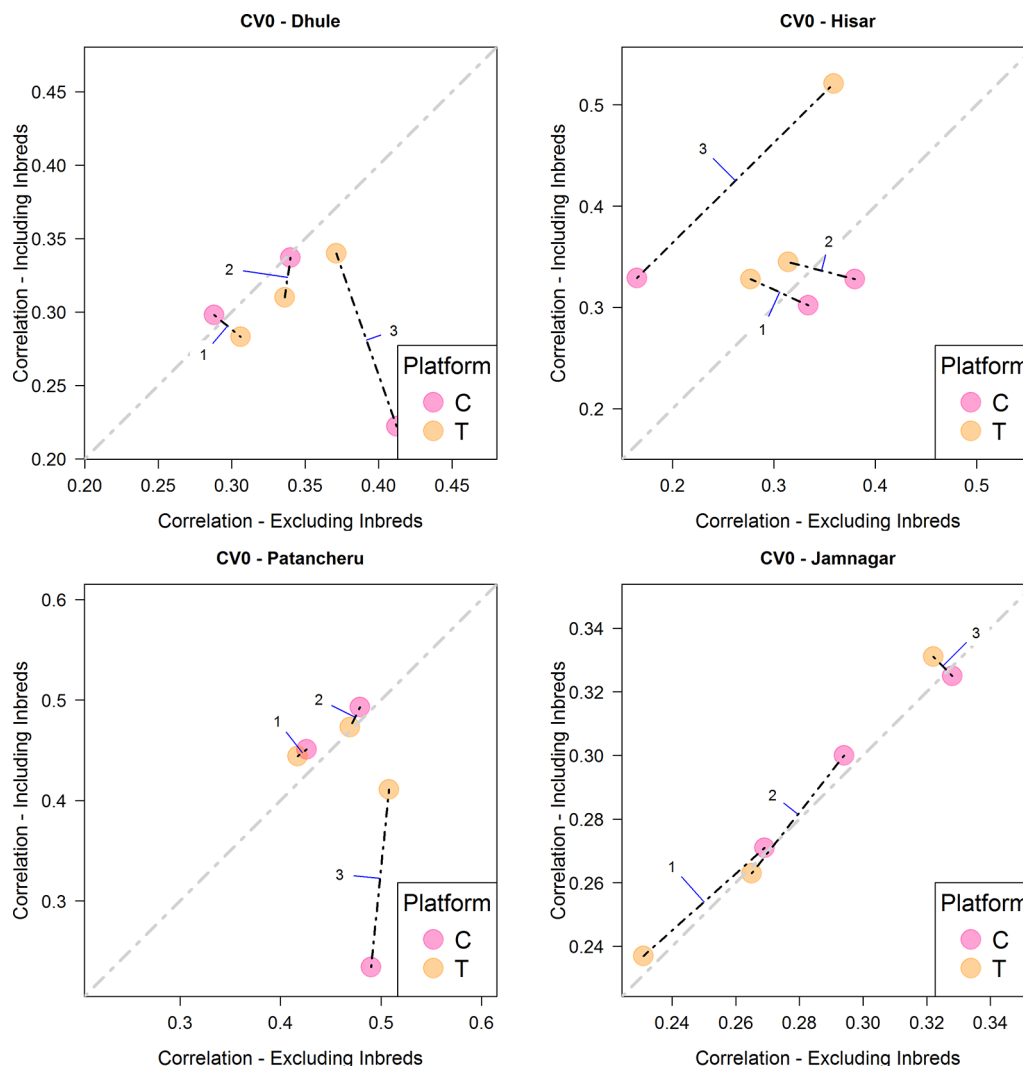 CV0 - Dhule
Correlation - Including Inbreds
0.45
0.40
0.35
0.30
0.25
0.20
2
1
3
Platform
C
T
0.20 0.25 0.30 0.35 0.40 0.45
Correlation - Excluding Inbreds
CV0 - Hisar
Correlation - Including Inbreds
0.5
0.4
0.3
0.2
3
2
1
Platform
C
T
0.2 0.3 0.4 0.5
Correlation - Excluding Inbreds
CV0 - Patancheru
Correlation - Including Inbreds
0.6
0.5
0.4
0.3
2
1
3
Platform
C
T
0.3 0.4 0.5 0.6
Correlation - Excluding Inbreds
CV0 - Jamnagar
Correlation - Including Inbreds
0.34
0.32
0.30
0.28
0.26
0.24
3
2
1
Platform
C
T
0.24 0.26 0.28 0.30 0.32 0.34
Correlation - Excluding Inbreds